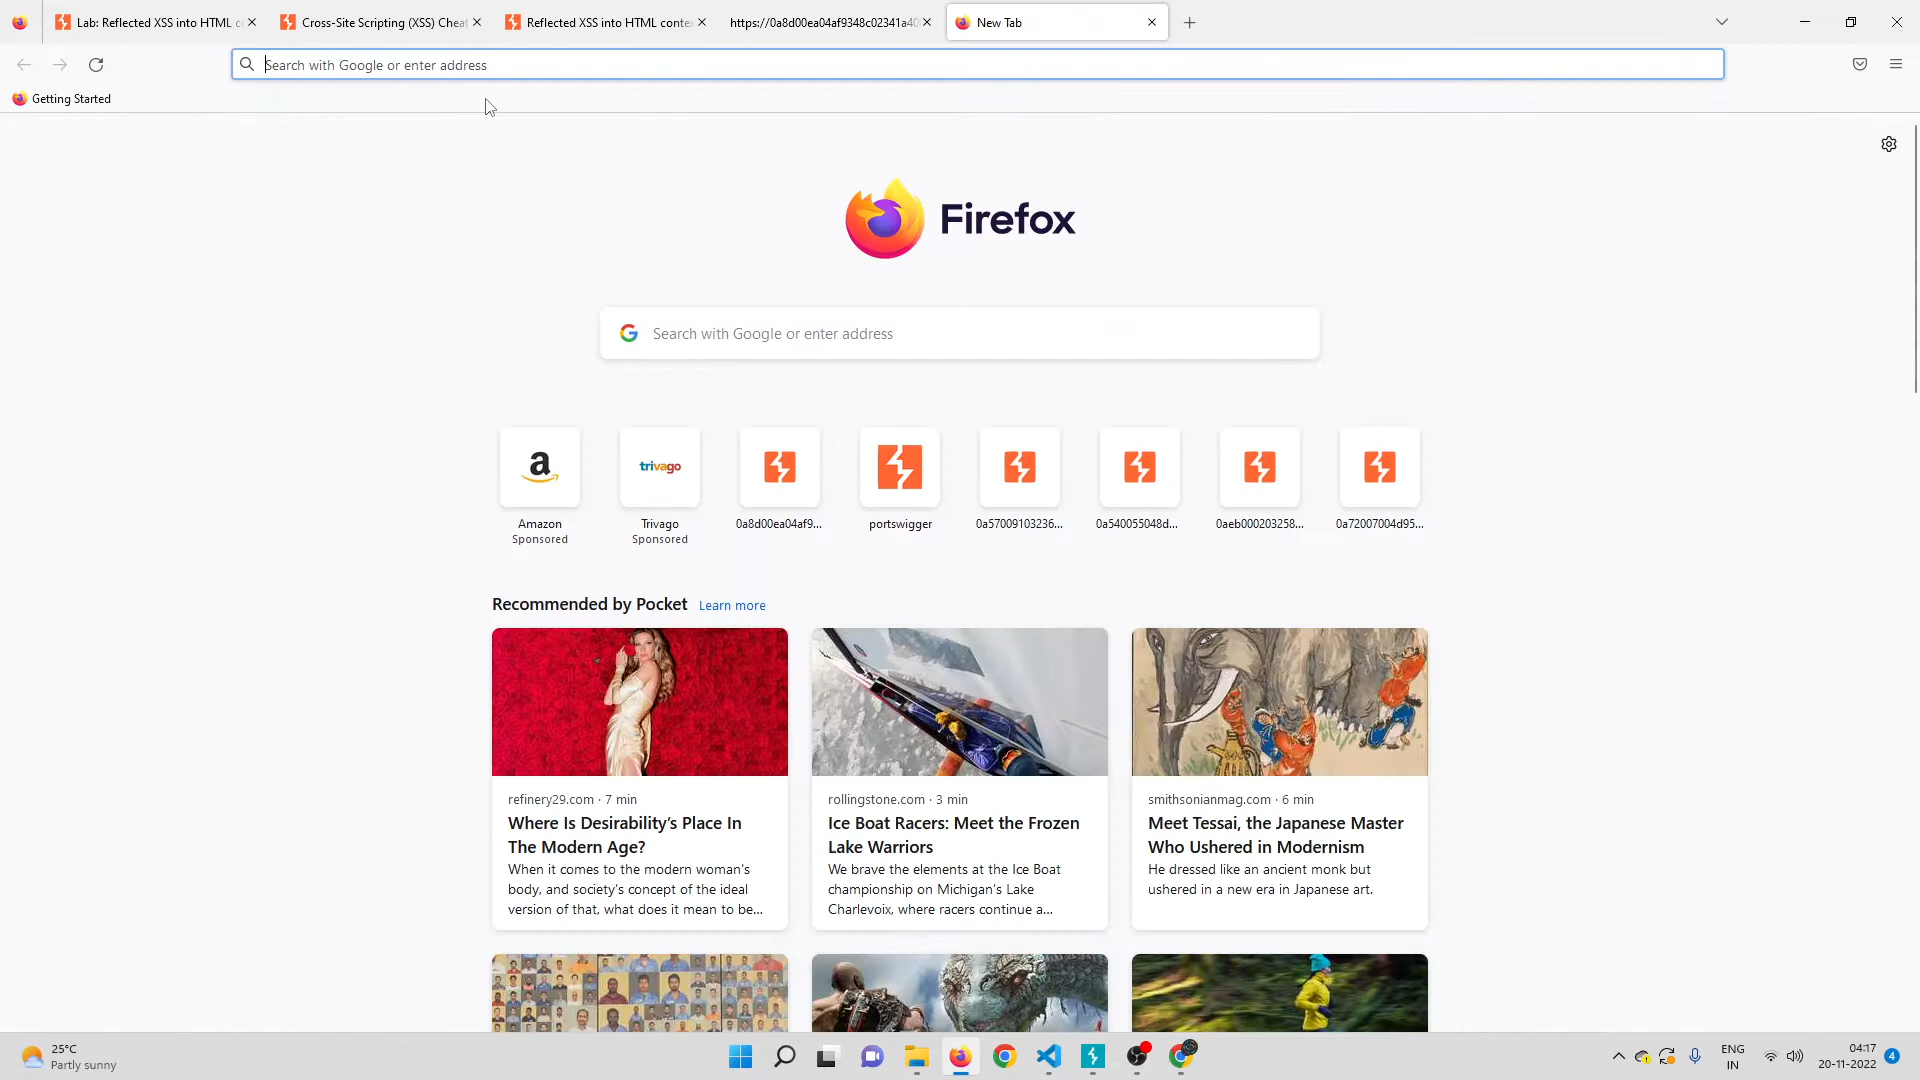 Lab: Reflected XSS into HTML co
Cross-Site Scripting (XSS) Cheat
Reflected XSS into HTML contex
https://0a8d00ea04af9348c02341a40
New Tab
Search with Google or enter address
Getting Started
Firefox
Search with Google or enter address
a
trivago
Amazon
Sponsored
Trivago
Sponsored
0a8d00ea04af9...
portswigger
0a57009103236...
0a540055048d...
0aeb000203258...
0a72007004d95...
Recommended by Pocket Learn more
refinery29.com · 7 min
Where Is Desirability’s Place In
The Modern Age?
When it comes to the modern woman's
body, and society's concept of the ideal
version of that, what does it mean to be...
rollingstone.com · 3 min
Ice Boat Racers: Meet the Frozen
Lake Warriors
We brave the elements at the Ice Boat
championship on Michigan's Lake
Charlevoix, where racers continue a...
smithsonianmag.com · 6 min
Meet Tessai, the Japanese Master
Who Ushered in Modernism
He dressed like an ancient monk but
ushered in a new era in Japanese art.
25°C
Partly sunny
ENG
IN
04:17
20-11-2022
4